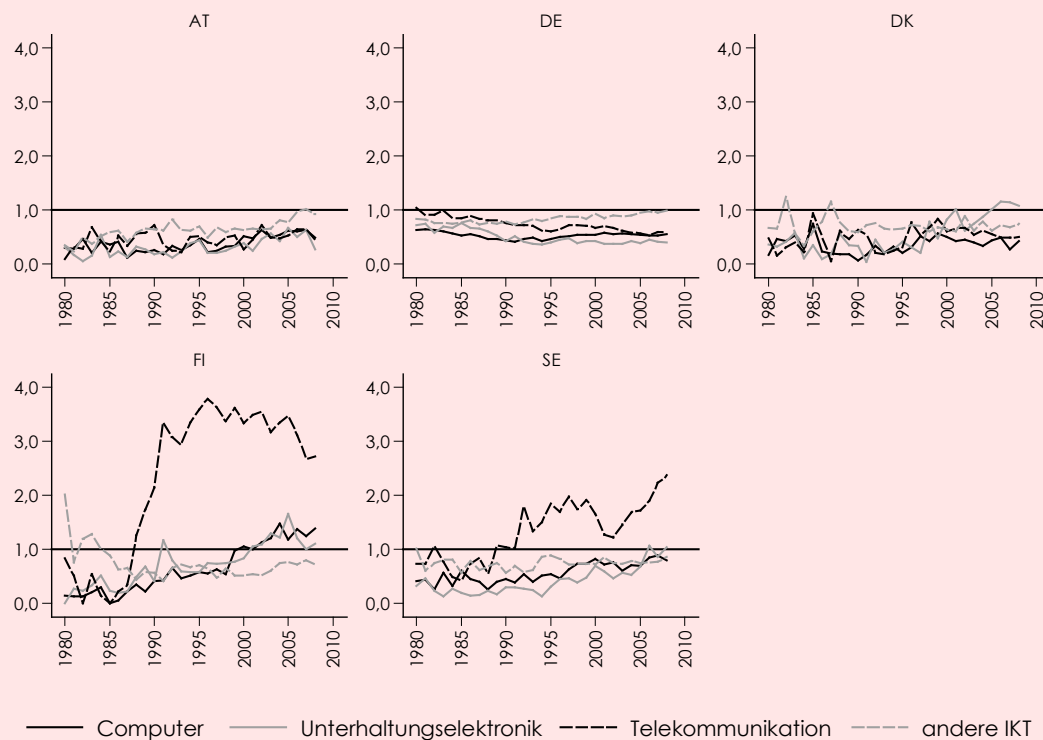 AT DE DK
4,0 4,0 4,0
3,0 3,0 3,0
2,0 2,0 2,0
1,0 1,0 1,0
0,0 0,0 0,0
1980 1985 1990 1995 2000 2005 2010 1980 1985 1990 1995 2000 2005 2010 1980 1985 1990 1995 2000 2005 2010
FI SE
4,0 4,0
3,0 3,0
2,0 2,0
1,0 1,0
0,0 0,0
1980 1985 1990 1995 2000 2005 2010 1980 1985 1990 1995 2000 2005 2010
Computer Unterhaltungselektronik Telekommunikation andere IKT